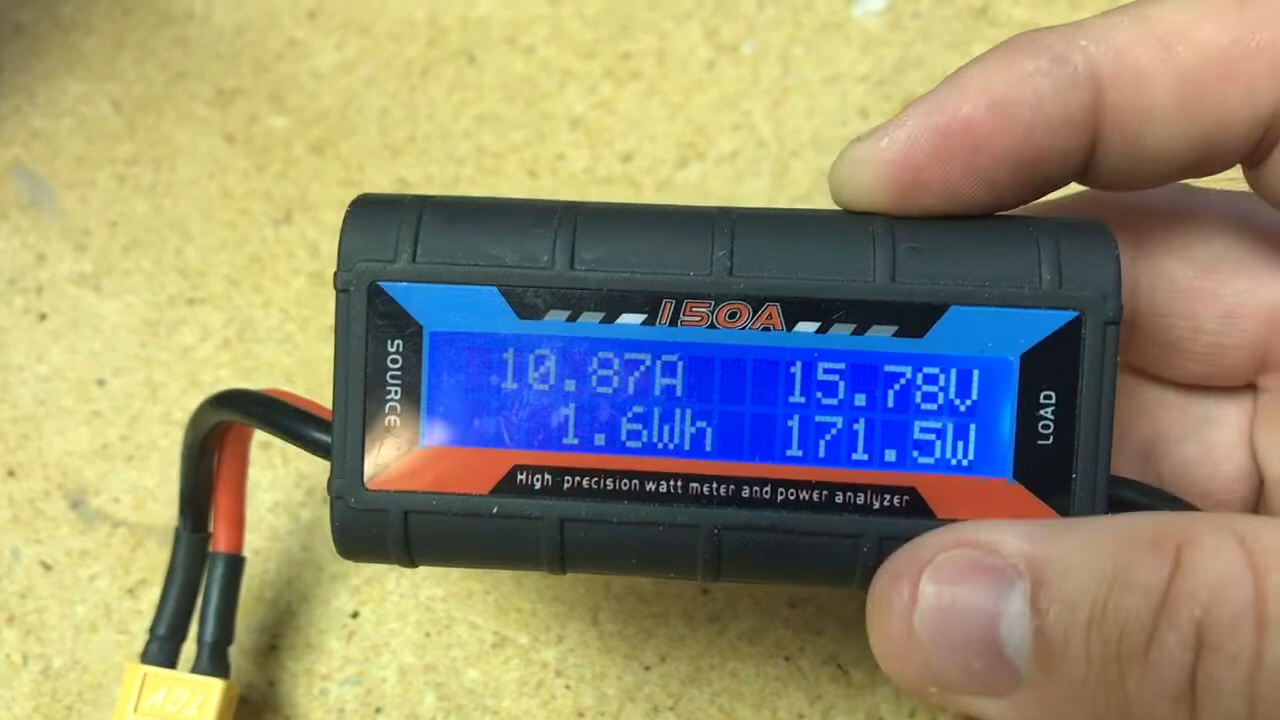 150A
SOURCE
10.87A 15.78V
1.6Wh 171.5W
LOAD
High-precision watt meter and power analyzer